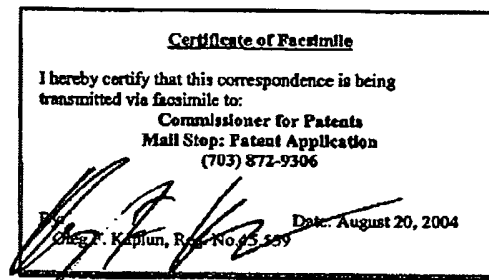 Certificate of Facsimile
I hereby certify that this correspondence is being
transmitted via facsimile to:
Commissioner for Patents
Mail Stop: Patent Application
(703) 872-9306
Date: August 20, 2004
Oleg F. Kaplun, Reg. No. 45,559